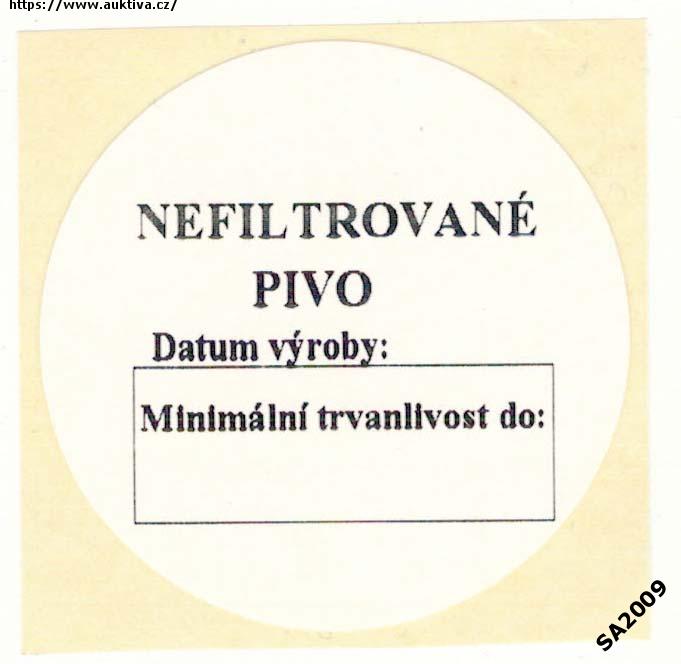 https://www.auktiva.cz/
NEFILTROVANÉ
PIVO
Datum výroby:
Minimální trvanlivost do:
SA2009